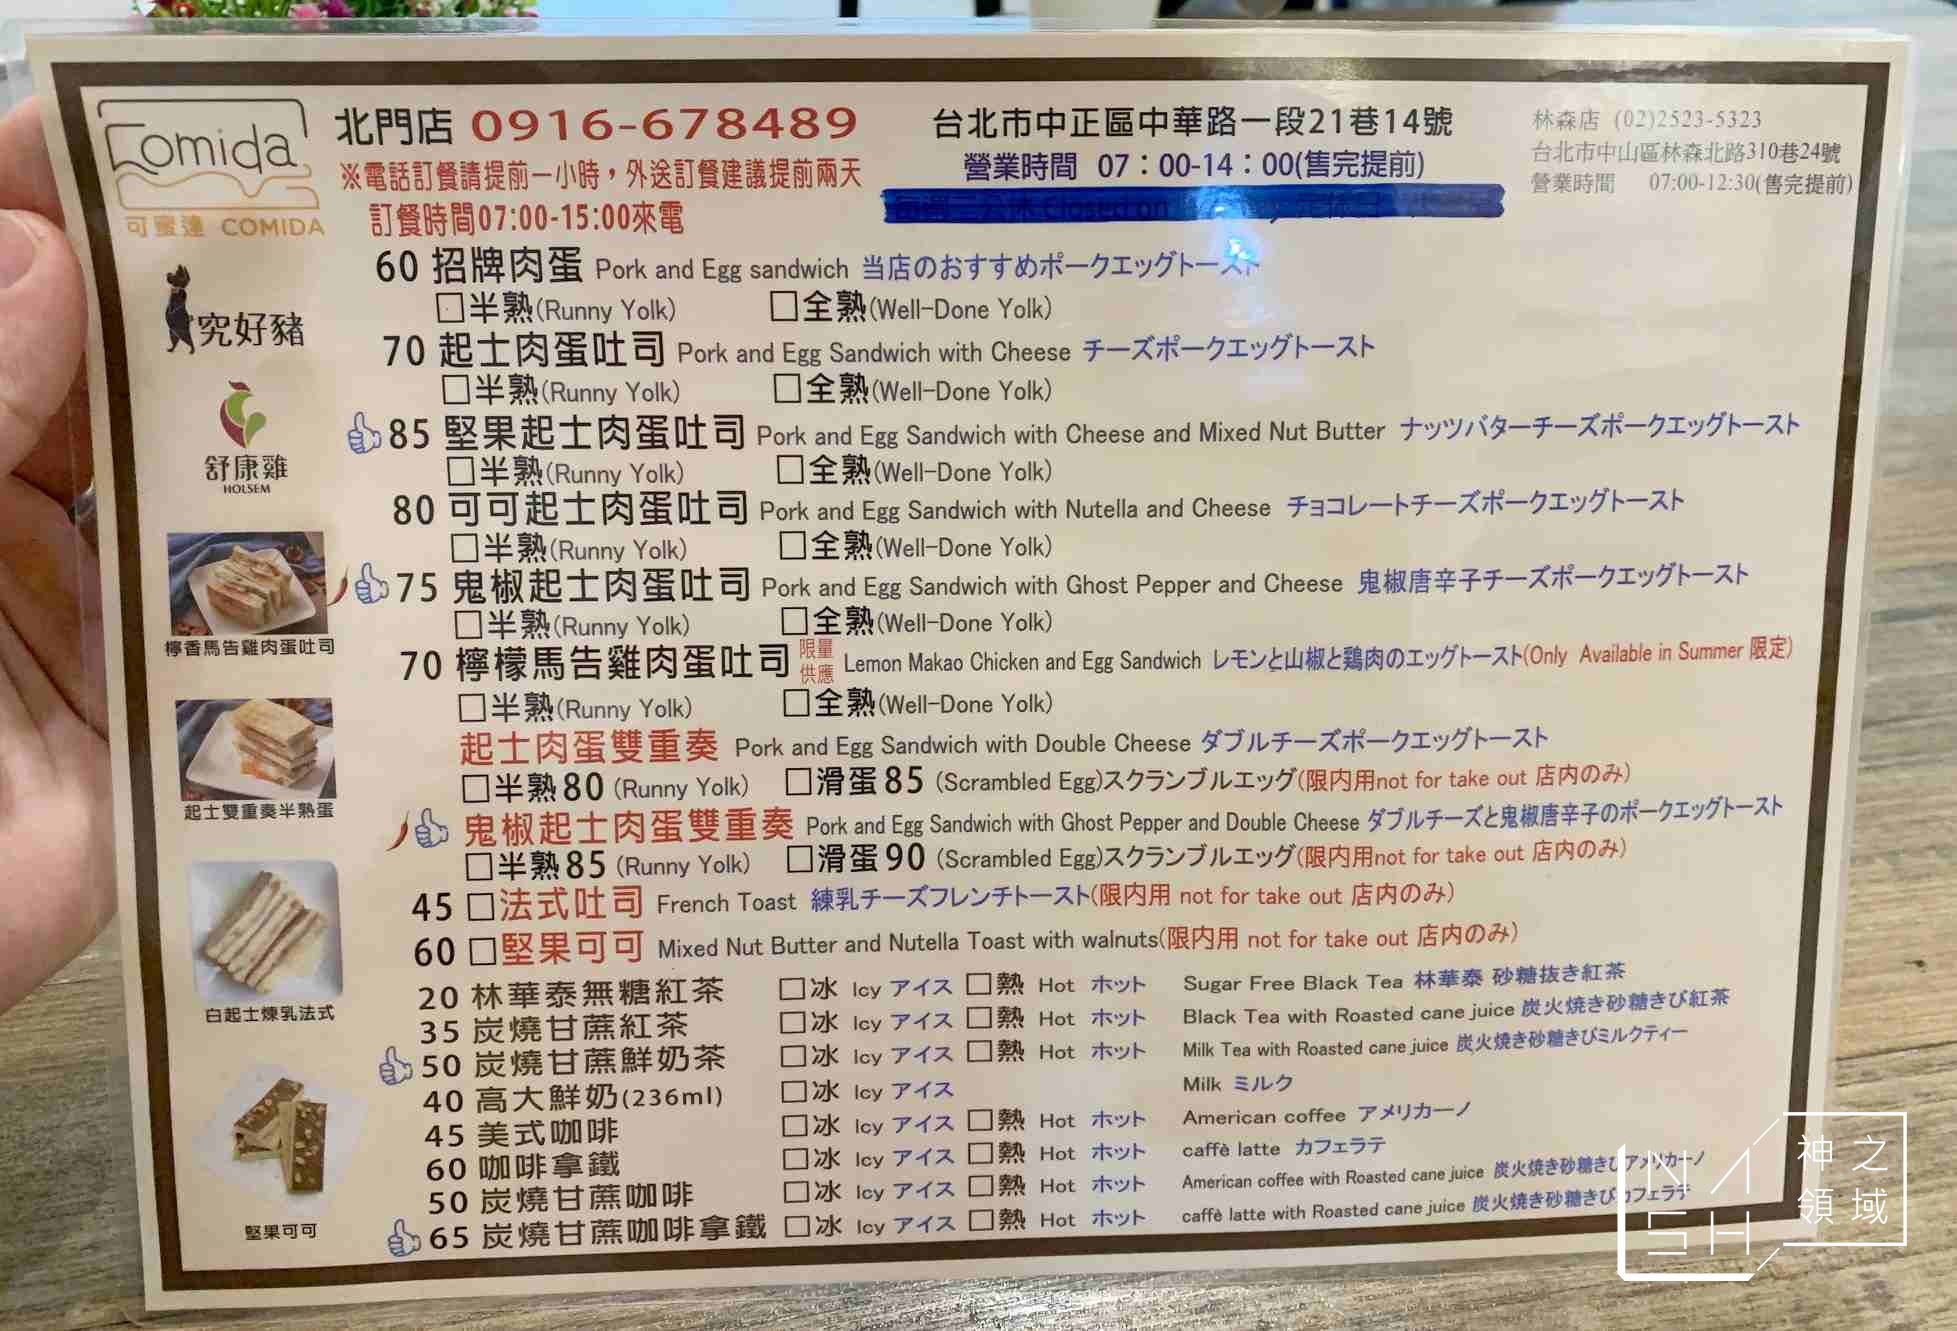 Comida
可蜜達 COMIDA
北門店 0916-678489
※電話訂餐請提前一小時，外送訂餐建議提前兩天
訂餐時間07:00-15:00來電
台北市中正區中華路一段21巷14號
營業時間 07：00-14：00(售完提前)
林森店 (02)2523-5323
台北市中山區林森北路310巷24號
營業時間 07:00-12:30(售完提前)
究好豬
舒康雞
HOLSEM
檸香馬告雞肉蛋吐司
起士雙重奏半熟蛋
白起士煉乳法式
堅果可可
60 招牌肉蛋 Pork and Egg sandwich 当店のおすすめポークエッグトースト
□半熟(Runny Yolk) □全熟(Well-Done Yolk)
70 起士肉蛋吐司 Pork and Egg Sandwich with Cheese チーズポークエッグトースト
□半熟(Runny Yolk) □全熟(Well-Done Yolk)
85 堅果起士肉蛋吐司 Pork and Egg Sandwich with Cheese and Mixed Nut Butter ナッツバターチーズポークエッグトースト
□半熟(Runny Yolk) □全熟(Well-Done Yolk)
80 可可起士肉蛋吐司 Pork and Egg Sandwich with Nutella and Cheese チョコレートチーズポークエッグトースト
□半熟(Runny Yolk) □全熟(Well-Done Yolk)
75 鬼椒起士肉蛋吐司 Pork and Egg Sandwich with Ghost Pepper and Cheese 鬼椒唐辛子チーズポークエッグトースト
□半熟(Runny Yolk) □全熟(Well-Done Yolk)
70 檸檬馬告雞肉蛋吐司 限量供應 Lemon Makao Chicken and Egg Sandwich レモンと山椒と鶏肉のエッグトースト(Only Available in Summer 限定)
□半熟(Runny Yolk) □全熟(Well-Done Yolk)
起士肉蛋雙重奏 Pork and Egg Sandwich with Double Cheese ダブルチーズポークエッグトースト
□半熟80 (Runny Yolk) □滑蛋85 (Scrambled Egg)スクランブルエッグ(限内用not for take out 店内のみ)
鬼椒起士肉蛋雙重奏 Pork and Egg Sandwich with Ghost Pepper and Double Cheese ダブルチーズと鬼椒唐辛子のポークエッグトースト
□半熟85 (Runny Yolk) □滑蛋90 (Scrambled Egg)スクランブルエッグ(限内用not for take out 店内のみ)
45 □法式吐司 French Toast 練乳チーズフレンチトースト(限内用 not for take out 店内のみ)
60 □堅果可可 Mixed Nut Butter and Nutella Toast with walnuts(限内用 not for take out 店内のみ)
20 林華泰無糖紅茶 □冰 Icy アイス □熱 Hot ホット Sugar Free Black Tea 林華泰 砂糖抜き紅茶
35 炭燒甘蔗紅茶 □冰 Icy アイス □熱 Hot ホット Black Tea with Roasted cane juice 炭火焼き砂糖きび紅茶
50 炭燒甘蔗鮮奶茶 □冰 Icy アイス □熱 Hot ホット Milk Tea with Roasted cane juice 炭火焼き砂糖きびミルクティー
40 高大鮮奶(236ml) □冰 Icy アイス Milk ミルク
45 美式咖啡 □冰 Icy アイス □熱 Hot ホット American coffee アメリカーノ
60 咖啡拿鐵 □冰 Icy アイス □熱 Hot ホット caffè latte カフェラテ
50 炭燒甘蔗咖啡 □冰 Icy アイス □熱 Hot ホット American coffee with Roasted cane juice 炭火焼き砂糖きびアメリカーノ
65 炭燒甘蔗咖啡拿鐵 □冰 Icy アイス □熱 Hot ホット caffè latte with Roasted cane juice 炭火焼き砂糖きびカフェラテ
NASH
神之領域